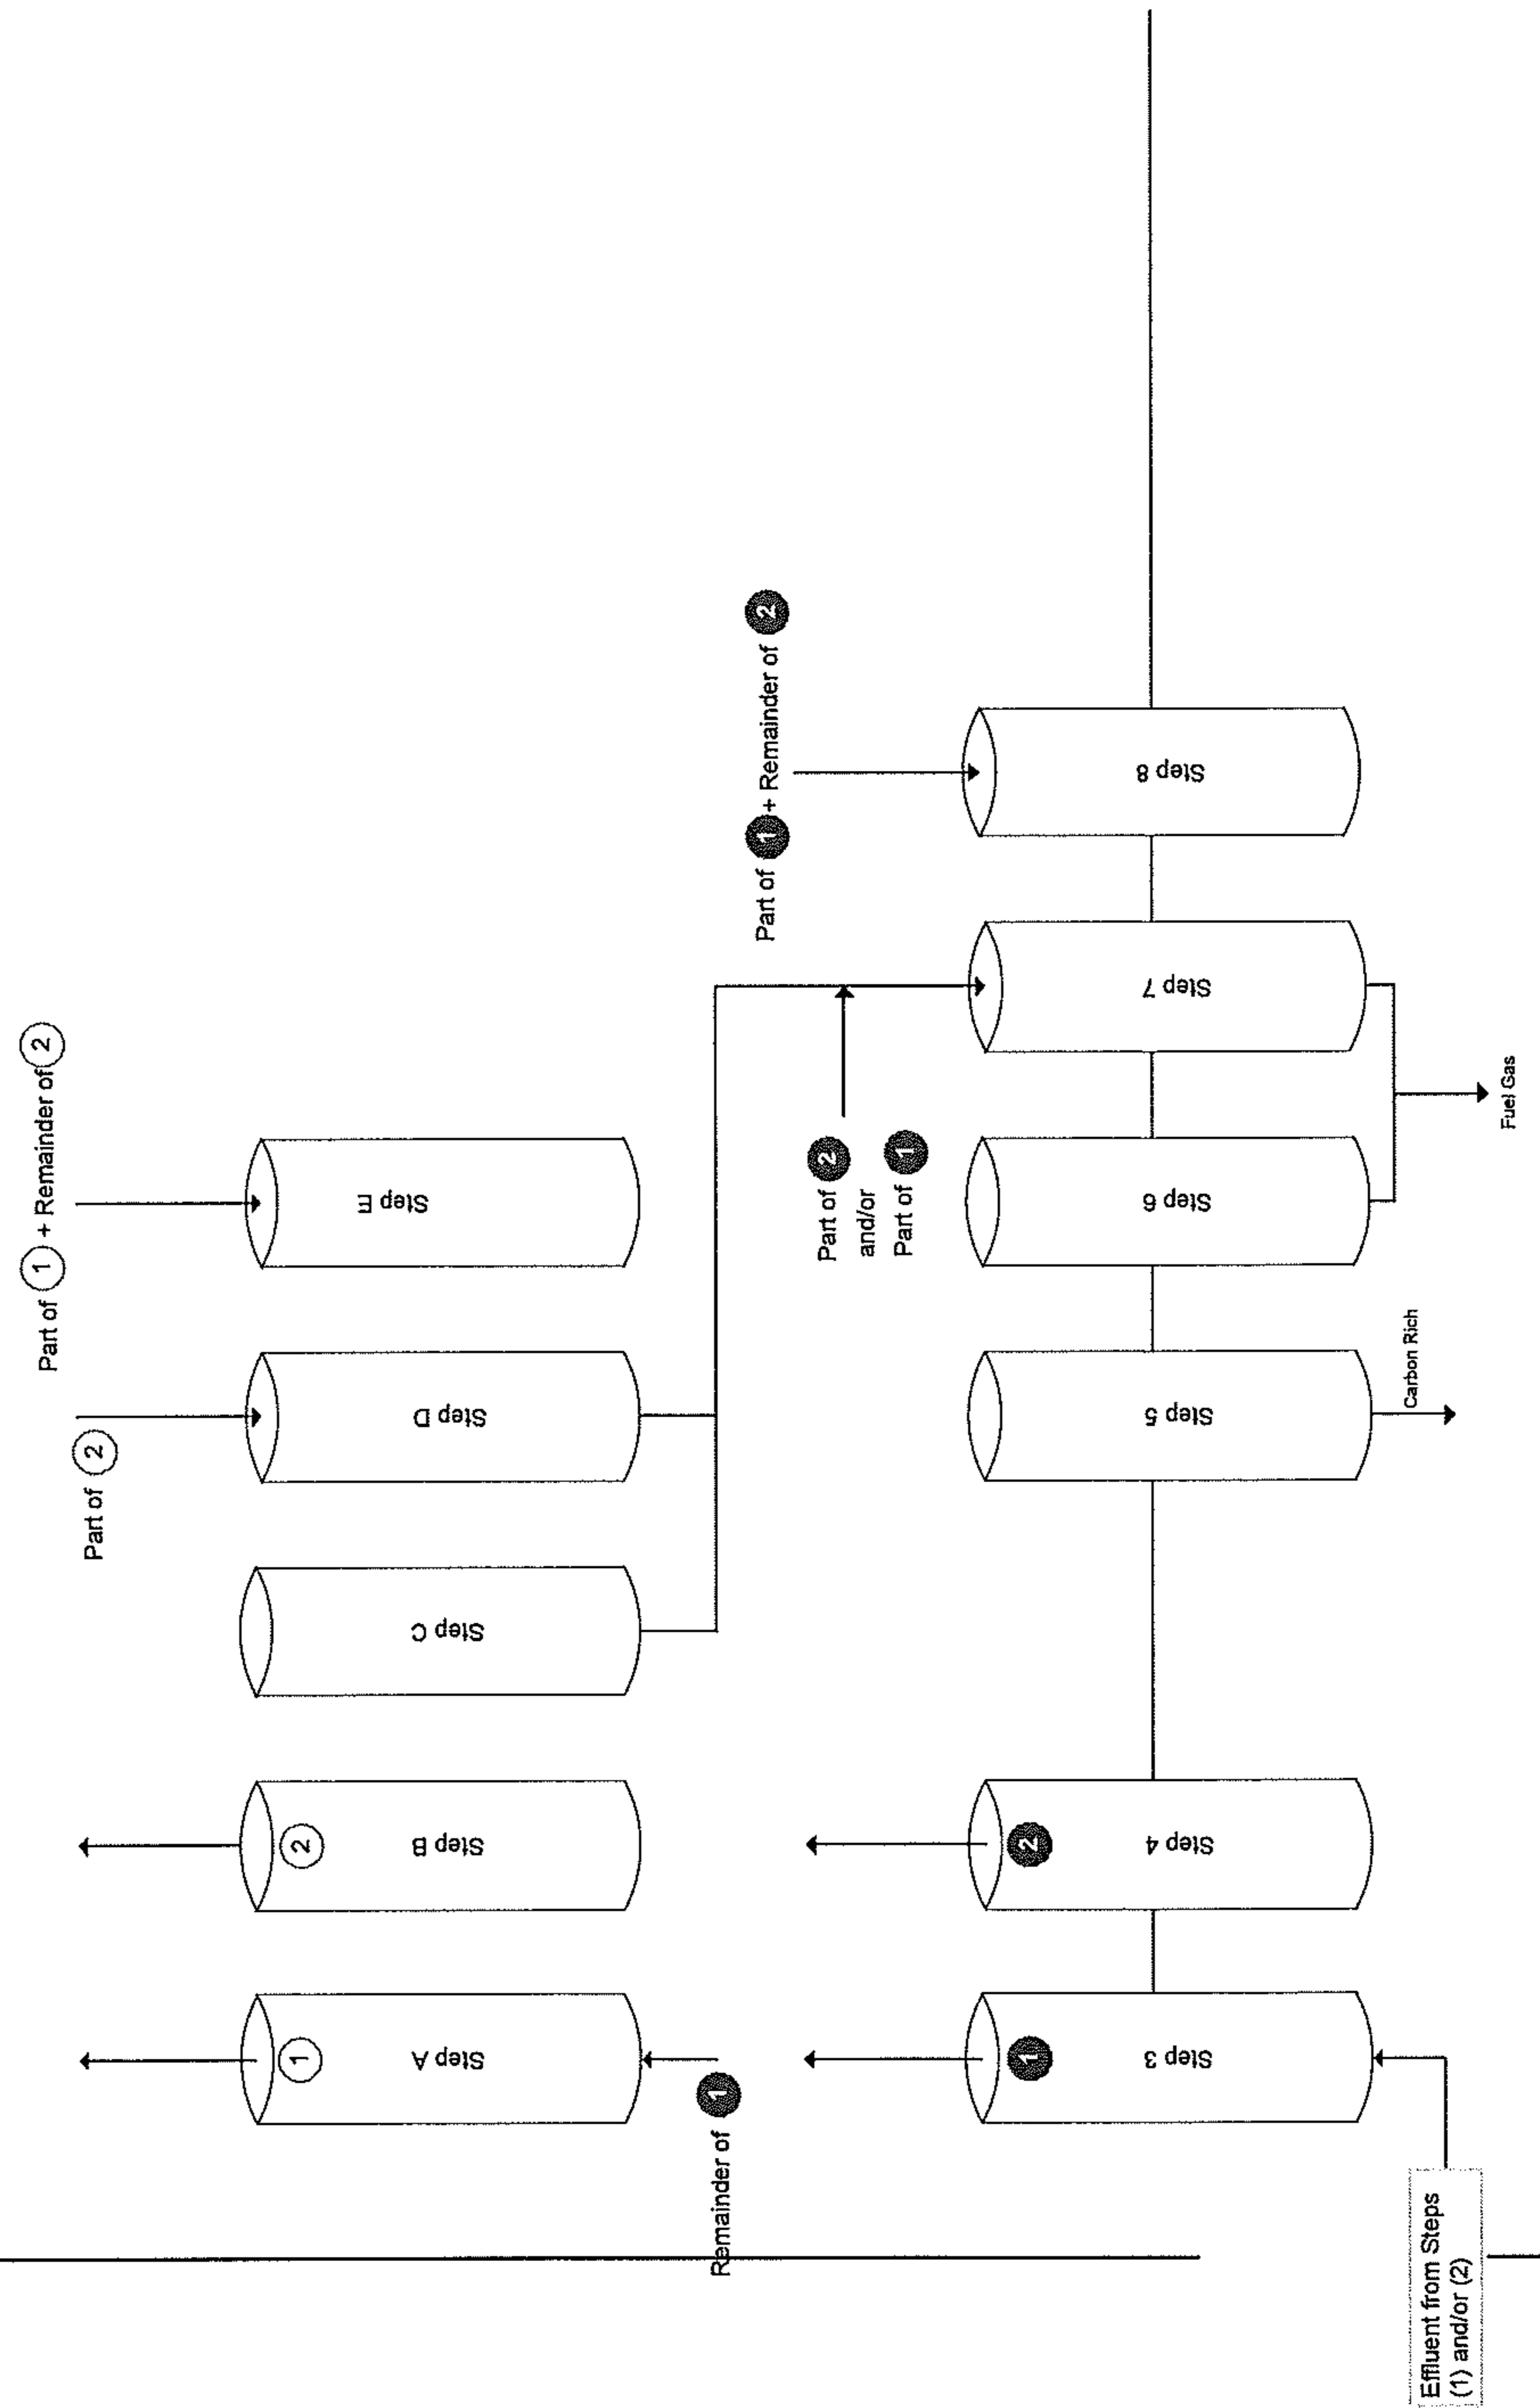 Part of 1 + Remainder of 2
Part of 2
1
2
Step A
Step B
Step C
Step D
Step E
Remainder of 1
Part of 1 + Remainder of 2
Part of 2
and/or
Part of 1
1
2
Step 3
Step 4
Step 5
Step 6
Step 7
Step 8
Carbon Rich
Fuel Gas
Effluent from Steps
(1) and/or (2)